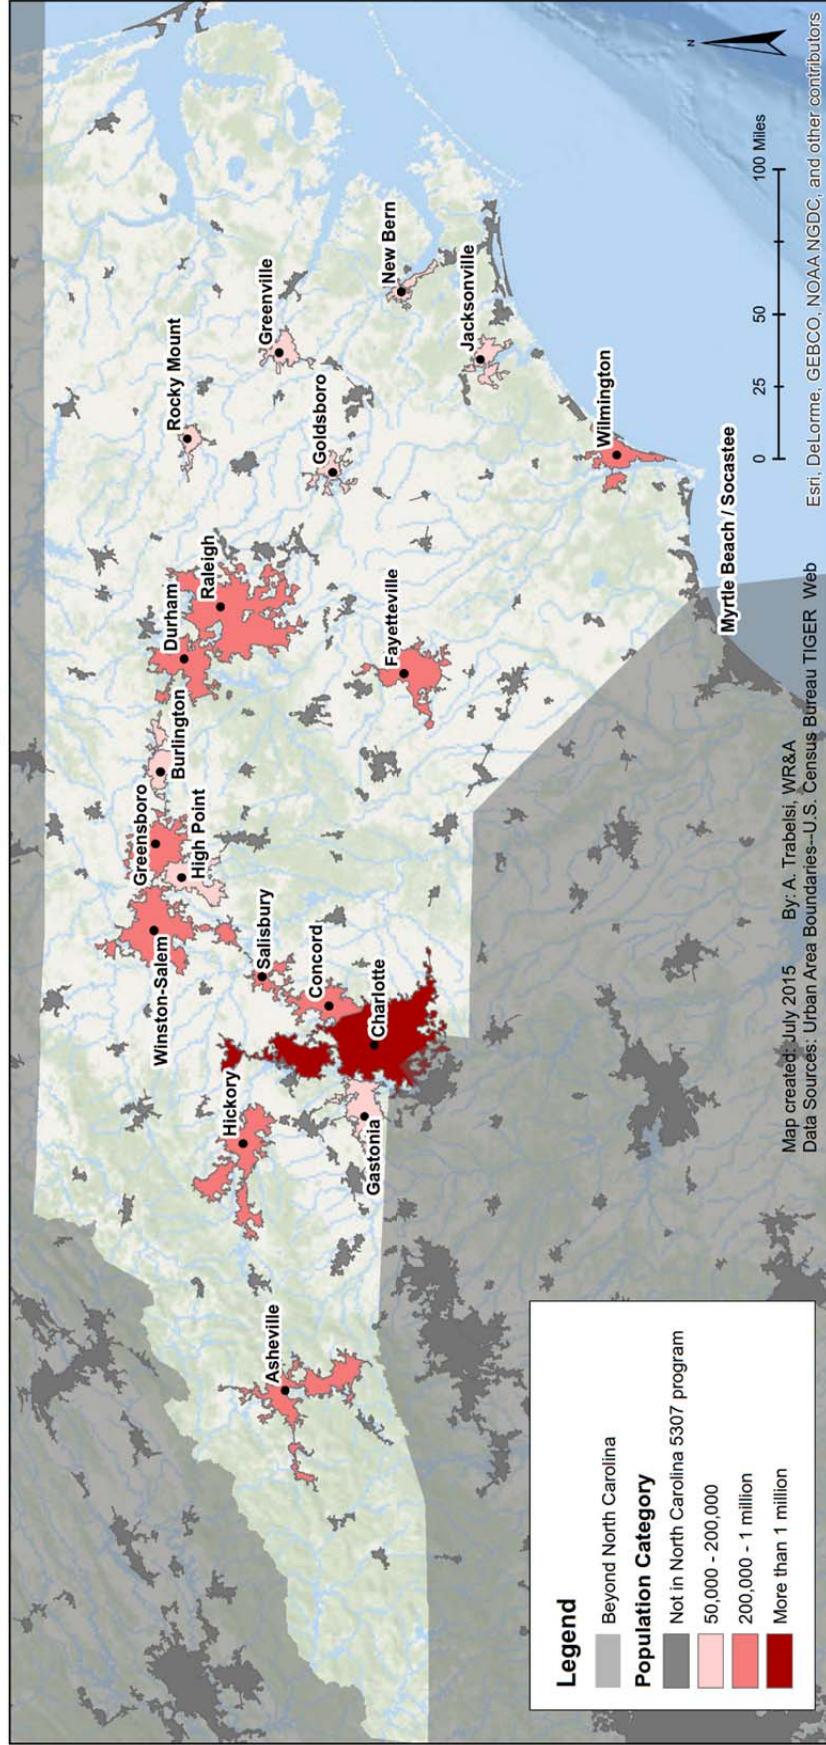 Rocky Mount
Greenville
Goldsboro
New Bern
Jacksonville
Wilmington
Durham
Raleigh
Fayetteville
Burlington
Greensboro
High Point
Winston-Salem
Salisbury
Concord
Charlotte
Hickory
Gastonia
Asheville
Myrtle Beach / Socastee
N
0 25 50 100 Miles
Legend
Beyond North Carolina
Population Category
Not in North Carolina 5307 program
50,000 - 200,000
200,000 - 1 million
More than 1 million
Map created: July 2015 By: A. Trabelsi, WR&A
Data Sources: Urban Area Boundaries--U.S. Census Bureau TIGER Web
Esri, DeLorme, GEBCO, NOAA NGDC, and other contributors